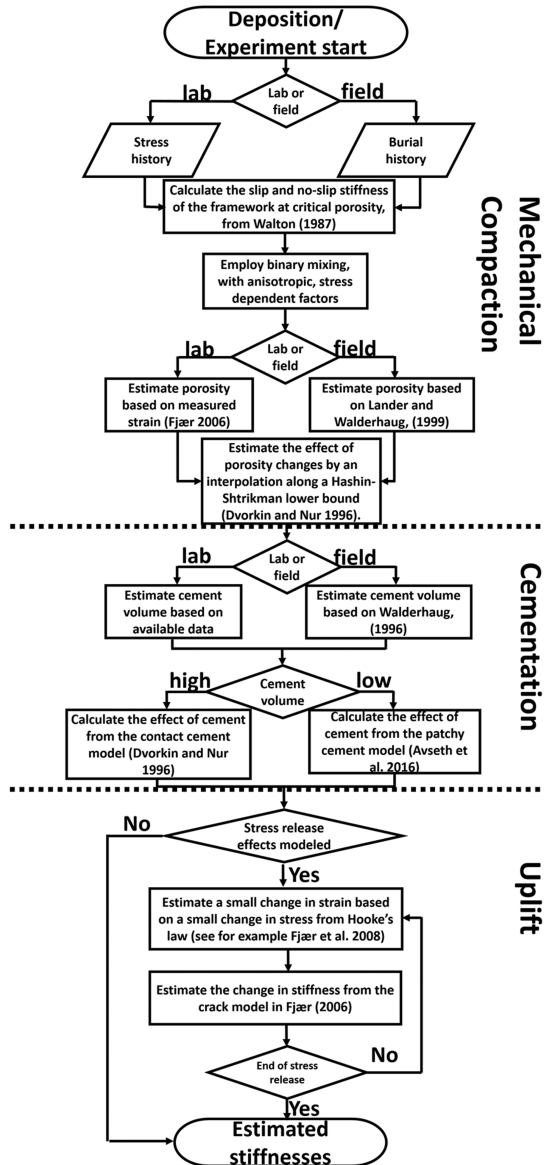 Deposition/
Experiment start
Lab or
field
lab
field
Stress
history
Burial
history
Calculate the slip and no-slip stiffness
of the framework at critical porosity,
from Walton (1987)
Employ binary mixing,
with anisotropic, stress
dependent factors
Mechanical
Compaction
Lab or
field
lab
field
Estimate porosity
based on measured
strain (Fjær 2006)
Estimate porosity based
on Lander and
Walderhaug, (1999)
Estimate the effect of
porosity changes by an
interpolation along a Hashin-
Shtrikman lower bound
(Dvorkin and Nur 1996).
Lab or
field
lab
field
Estimate cement
volume based on
available data
Estimate cement volume
based on Walderhaug,
(1996)
Cementation
high
Cement
volume
low
Calculate the effect of cement
from the contact cement
model (Dvorkin and Nur
1996)
Calculate the effect of
cement from the patchy
cement model (Avseth et
al. 2016)
No
Stress release
effects modeled
Yes
Uplift
Estimate a small change in strain based
on a small change in stress from Hooke's
law (see for example Fjær et al. 2008)
Estimate the change in stiffness from the
crack model in Fjær (2006)
End of stress
release
No
Yes
Estimated
stiffnesses